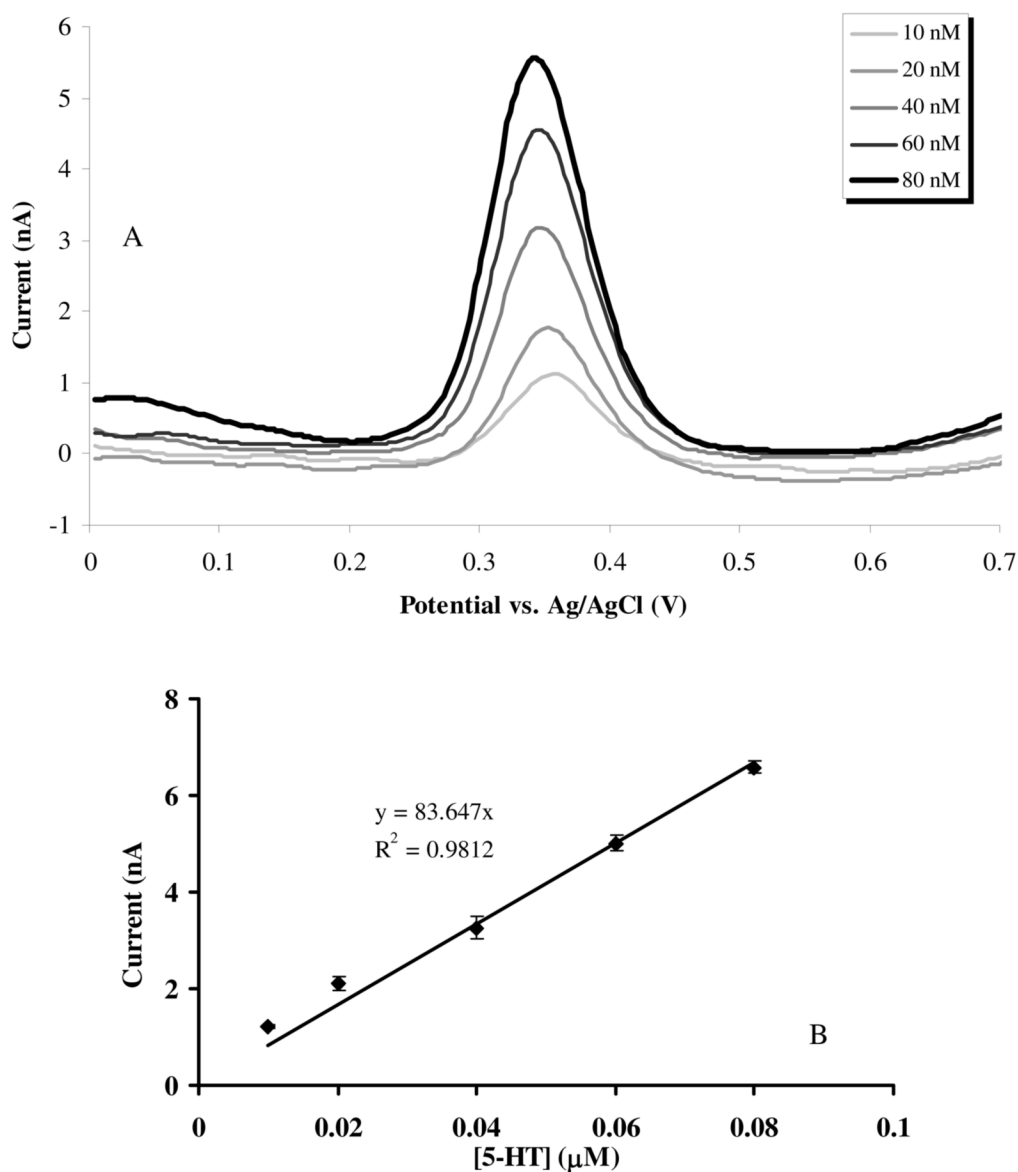 6
5
4
3
2
1
0
-1
Current (nA)
A
10 nM
20 nM
40 nM
60 nM
80 nM
0 0.1 0.2 0.3 0.4 0.5 0.6 0.7
Potential vs. Ag/AgCl (V)
8
6
4
2
0
Current (nA
y = 83.647x
R² = 0.9812
B
0 0.02 0.04 0.06 0.08 0.1
[5-HT] (μM)